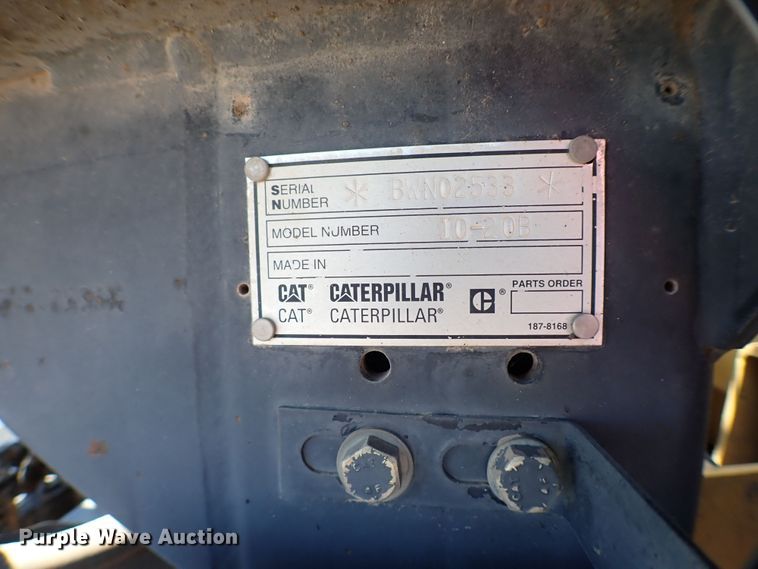 SERIAL NUMBER * BWN02533 *
MODEL NUMBER 10-20B
MADE IN
CAT® CATERPILLAR® C® PARTS ORDER
CAT® CATERPILLAR®
187-8168
Purple Wave Auction®